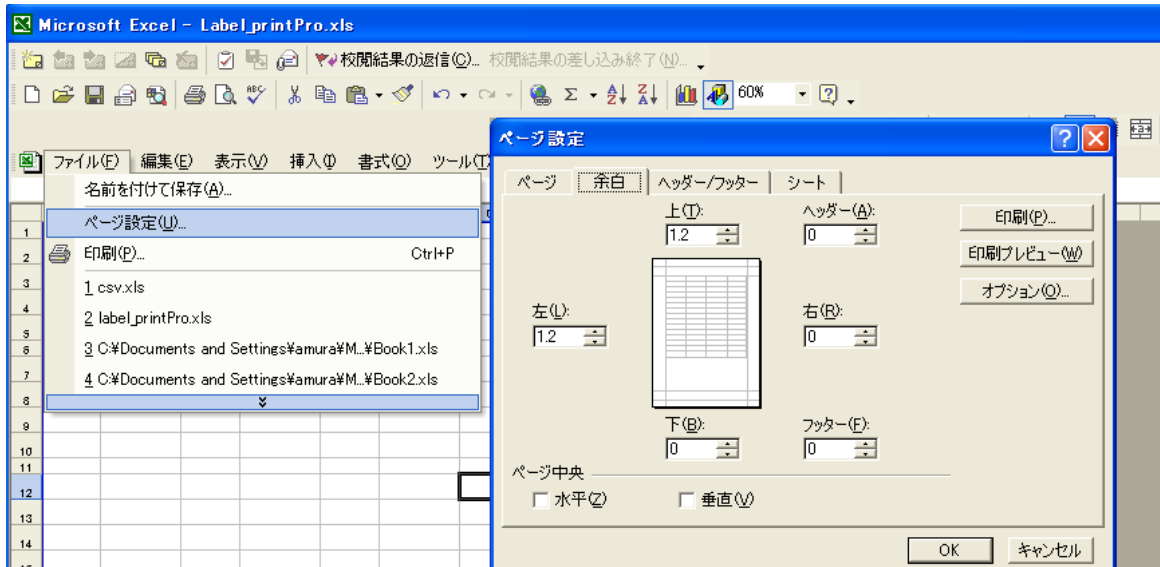 Microsoft Excel - Label_printPro.xls
校閲結果の返信(C)... 校閲結果の差し込み終了(N)...
ABC Σ A Z Z A 60% ?
ファイル(F) 編集(E) 表示(V) 挿入(I) 書式(O) ツール(T)
名前を付けて保存(A)...
ページ設定(U)...
印刷(P)... Ctrl+P
1 csv.xls
2 label_printPro.xls
3 C:¥Documents and Settings¥amura¥M...¥Book1.xls
4 C:¥Documents and Settings¥amura¥M...¥Book2.xls
1
2
3
4
5
6
7
8
9
10
11
12
13
14
ページ設定
ページ 余白 ヘッダー/フッター シート
上(T): ヘッダー(A):
1.2 0
印刷(P)...
印刷プレビュー(W)
オプション(O)...
左(L): 右(R):
1.2 0
下(B): フッター(F):
0 0
ページ中央
水平(Z) 垂直(V)
OK キャンセル